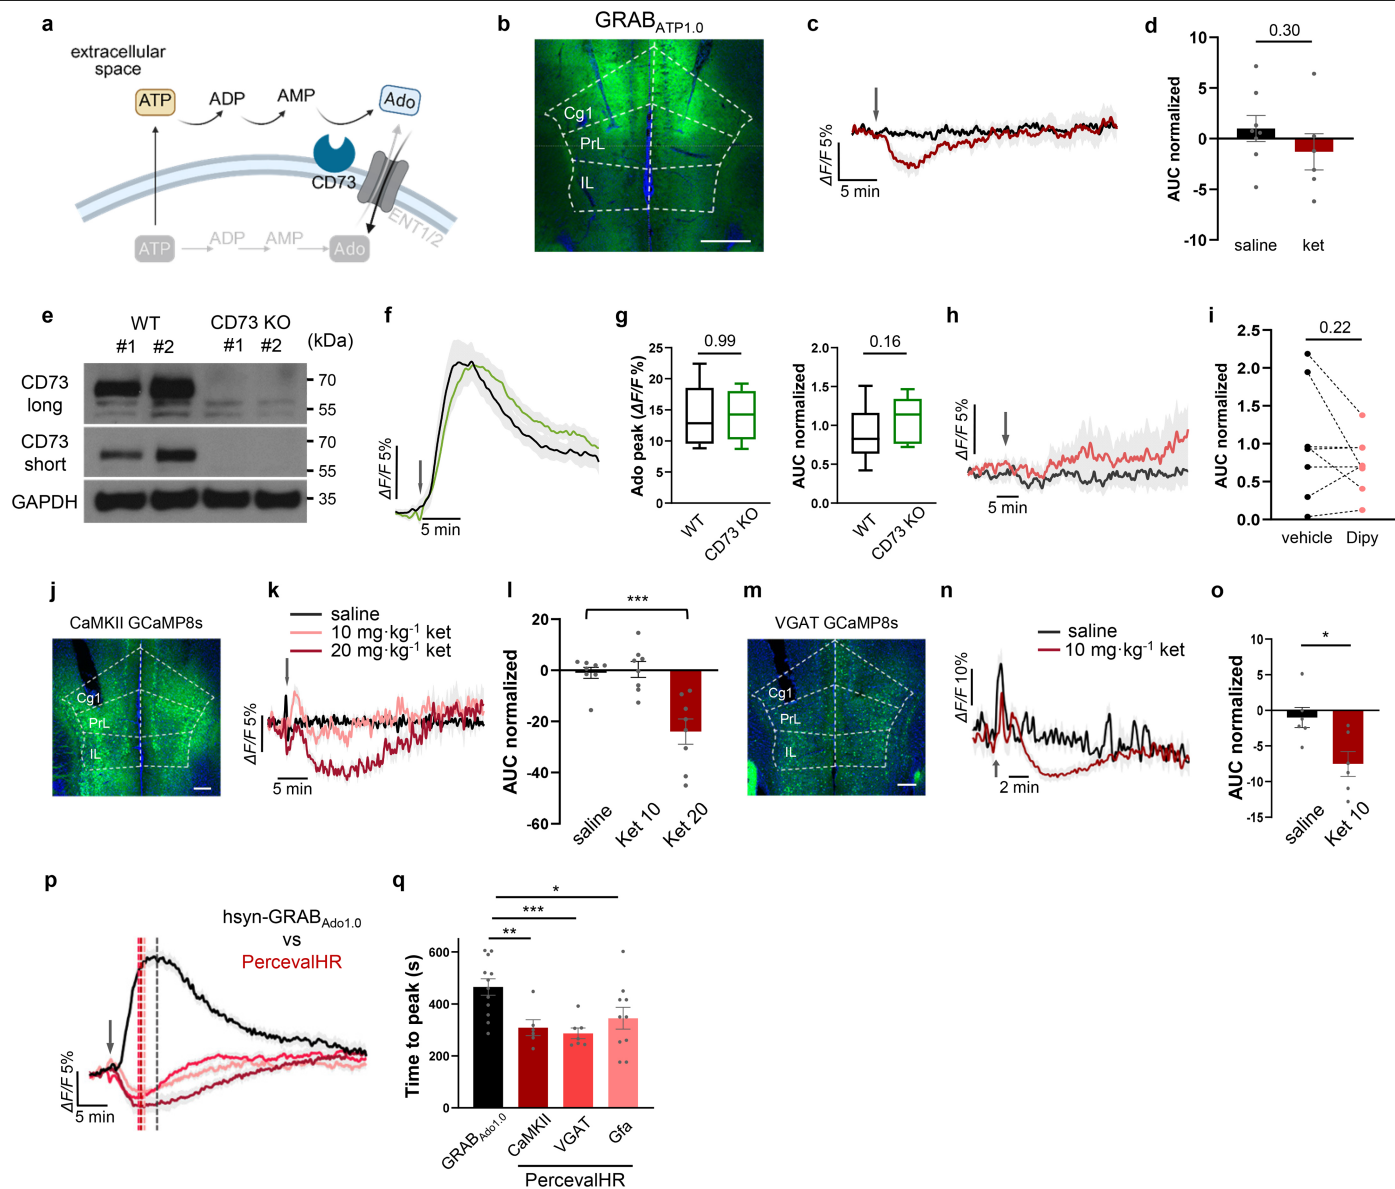 a
extracellular
space
ATP
ADP
AMP
Ado
CD73
ENT1/2
ATP
ADP
AMP
Ado
b
GRABATP1.0
Cg1
PrL
IL
c
ΔF/F 5%
5 min
d
0.30
AUC normalized
10
5
0
-5
-10
saline
ket
e
WT
CD73 KO
#1 #2 #1 #2 (kDa)
CD73
long
70
55
CD73
short
70
55
GAPDH
35
f
ΔF/F 5%
5 min
g
0.99
Ado peak (ΔF/F %)
25
20
15
10
5
0
WT
CD73 KO
0.16
AUC normalized
2.0
1.5
1.0
0.5
0.0
WT
CD73 KO
h
ΔF/F 5%
5 min
i
0.22
AUC normalized
2.5
2.0
1.5
1.0
0.5
0.0
vehicle
Dipy
j
CaMKII GCaMP8s
Cg1
PrL
IL
k
saline
10 mg·kg-1 ket
20 mg·kg-1 ket
ΔF/F 5%
5 min
l
***
AUC normalized
20
0
-20
-40
-60
saline
Ket 10
Ket 20
m
VGAT GCaMP8s
Cg1
PrL
IL
n
saline
10 mg·kg-1 ket
ΔF/F 10%
2 min
o
*
AUC normalized
10
5
0
-5
-10
-15
saline
Ket 10
p
hsyn-GRABAdo1.0
vs
PercevalHR
ΔF/F 5%
5 min
q
*
***
**
Time to peak (s)
600
400
200
0
GRABAdo1.0
CaMKII
VGAT
Gfa
PercevalHR